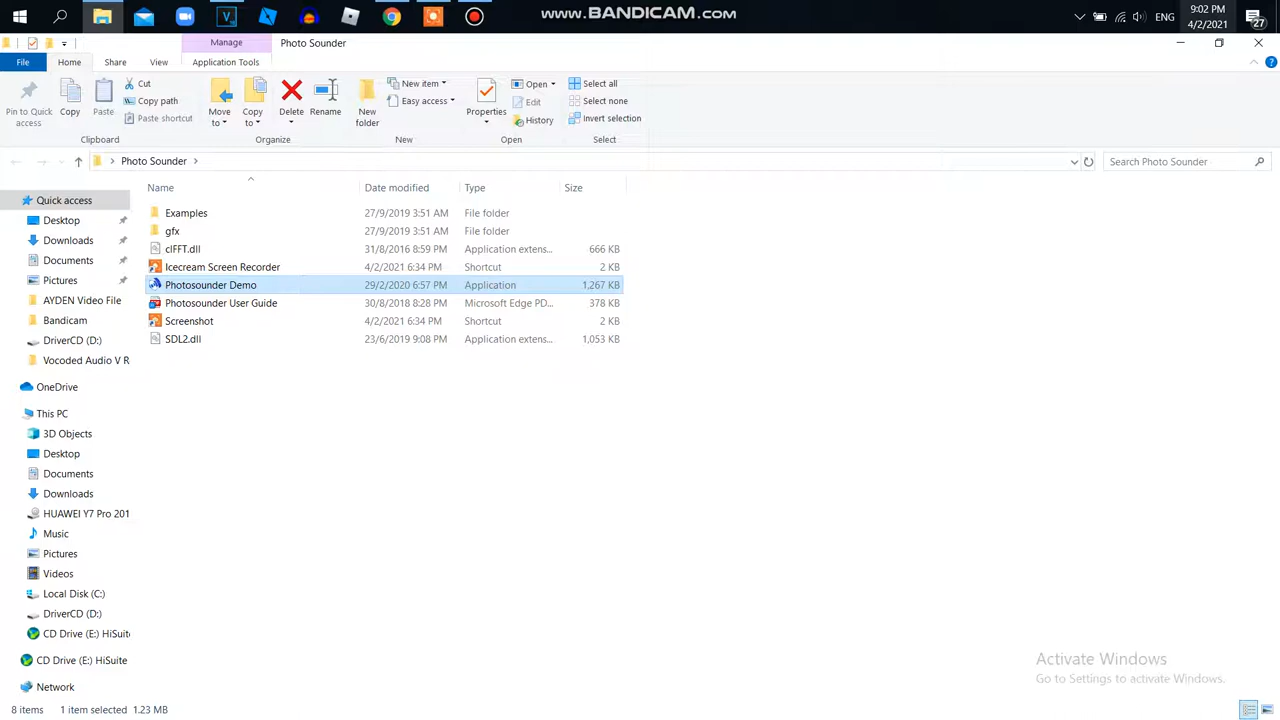 www.BANDICAM.com
ENG
9:02 PM
4/2/2021
27
Manage
Photo Sounder
File
Home
Share
View
Application Tools
Pin to Quick access
Copy
Paste
Cut
Copy path
Paste shortcut
Clipboard
Move to
Copy to
Delete
Rename
Organize
New folder
New item
Easy access
New
Properties
Open
Edit
History
Open
Select all
Select none
Invert selection
Select
Photo Sounder
Search Photo Sounder
Name
Date modified
Type
Size
Examples 27/9/2019 3:51 AM File folder
gfx 27/9/2019 3:51 AM File folder
clFFT.dll 31/8/2016 8:59 PM Application extens... 666 KB
Icecream Screen Recorder 4/2/2021 6:34 PM Shortcut 2 KB
Photosounder Demo 29/2/2020 6:57 PM Application 1,267 KB
Photosounder User Guide 30/8/2018 8:28 PM Microsoft Edge PD... 378 KB
Screenshot 4/2/2021 6:34 PM Shortcut 2 KB
SDL2.dll 23/6/2019 9:08 PM Application extens... 1,053 KB
Quick access
Desktop
Downloads
Documents
Pictures
AYDEN Video File
Bandicam
DriverCD (D:)
Vocoded Audio V R
OneDrive
This PC
3D Objects
Desktop
Documents
Downloads
HUAWEI Y7 Pro 201
Music
Pictures
Videos
Local Disk (C:)
DriverCD (D:)
CD Drive (E:) HiSuite
CD Drive (E:) HiSuite
Network
Activate Windows
Go to Settings to activate Windows.
8 items
1 item selected 1.23 MB